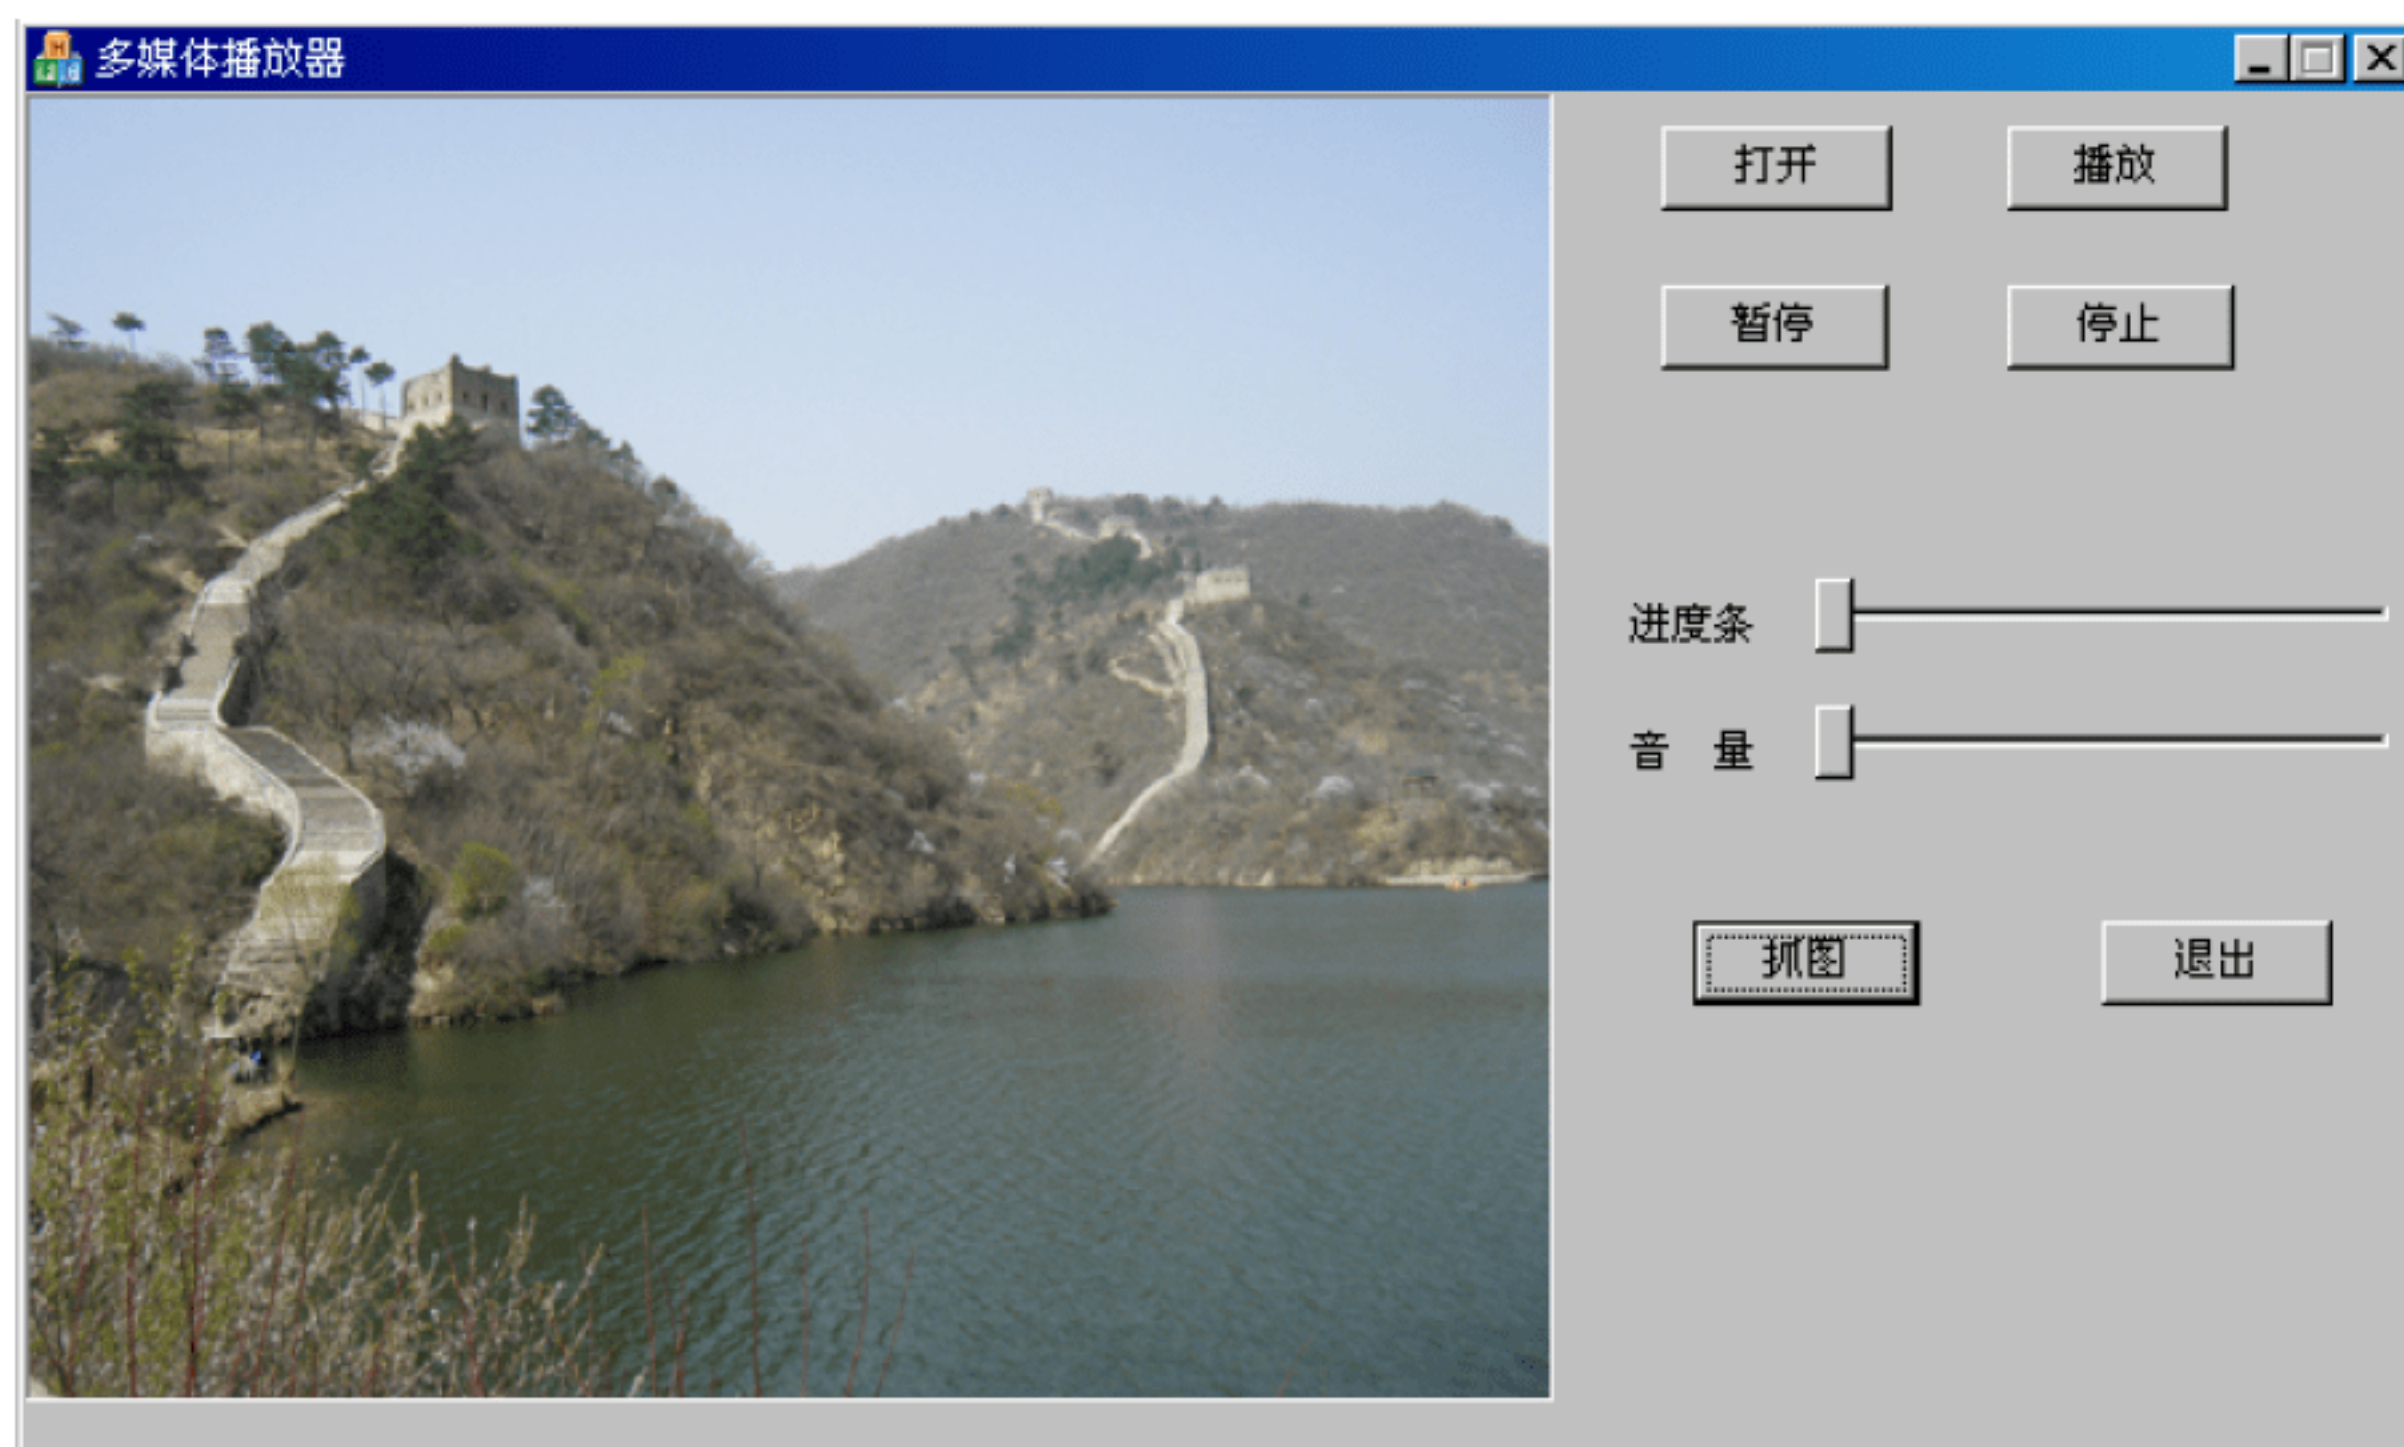 多媒体播放器
打开 播放
暂停 停止
进度条
音 量
抓图 退出